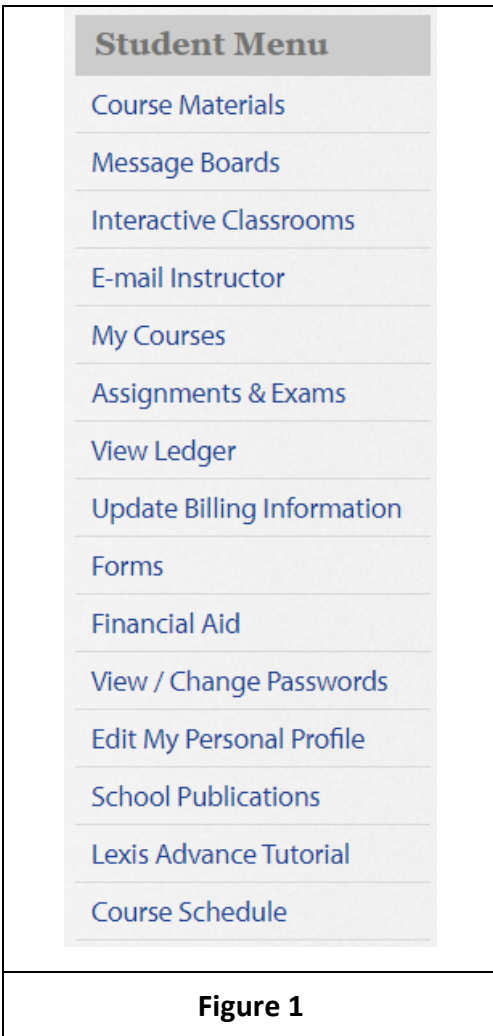 Student Menu
Course Materials
Message Boards
Interactive Classrooms
E-mail Instructor
My Courses
Assignments & Exams
View Ledger
Update Billing Information
Forms
Financial Aid
View / Change Passwords
Edit My Personal Profile
School Publications
Lexis Advance Tutorial
Course Schedule
Figure 1